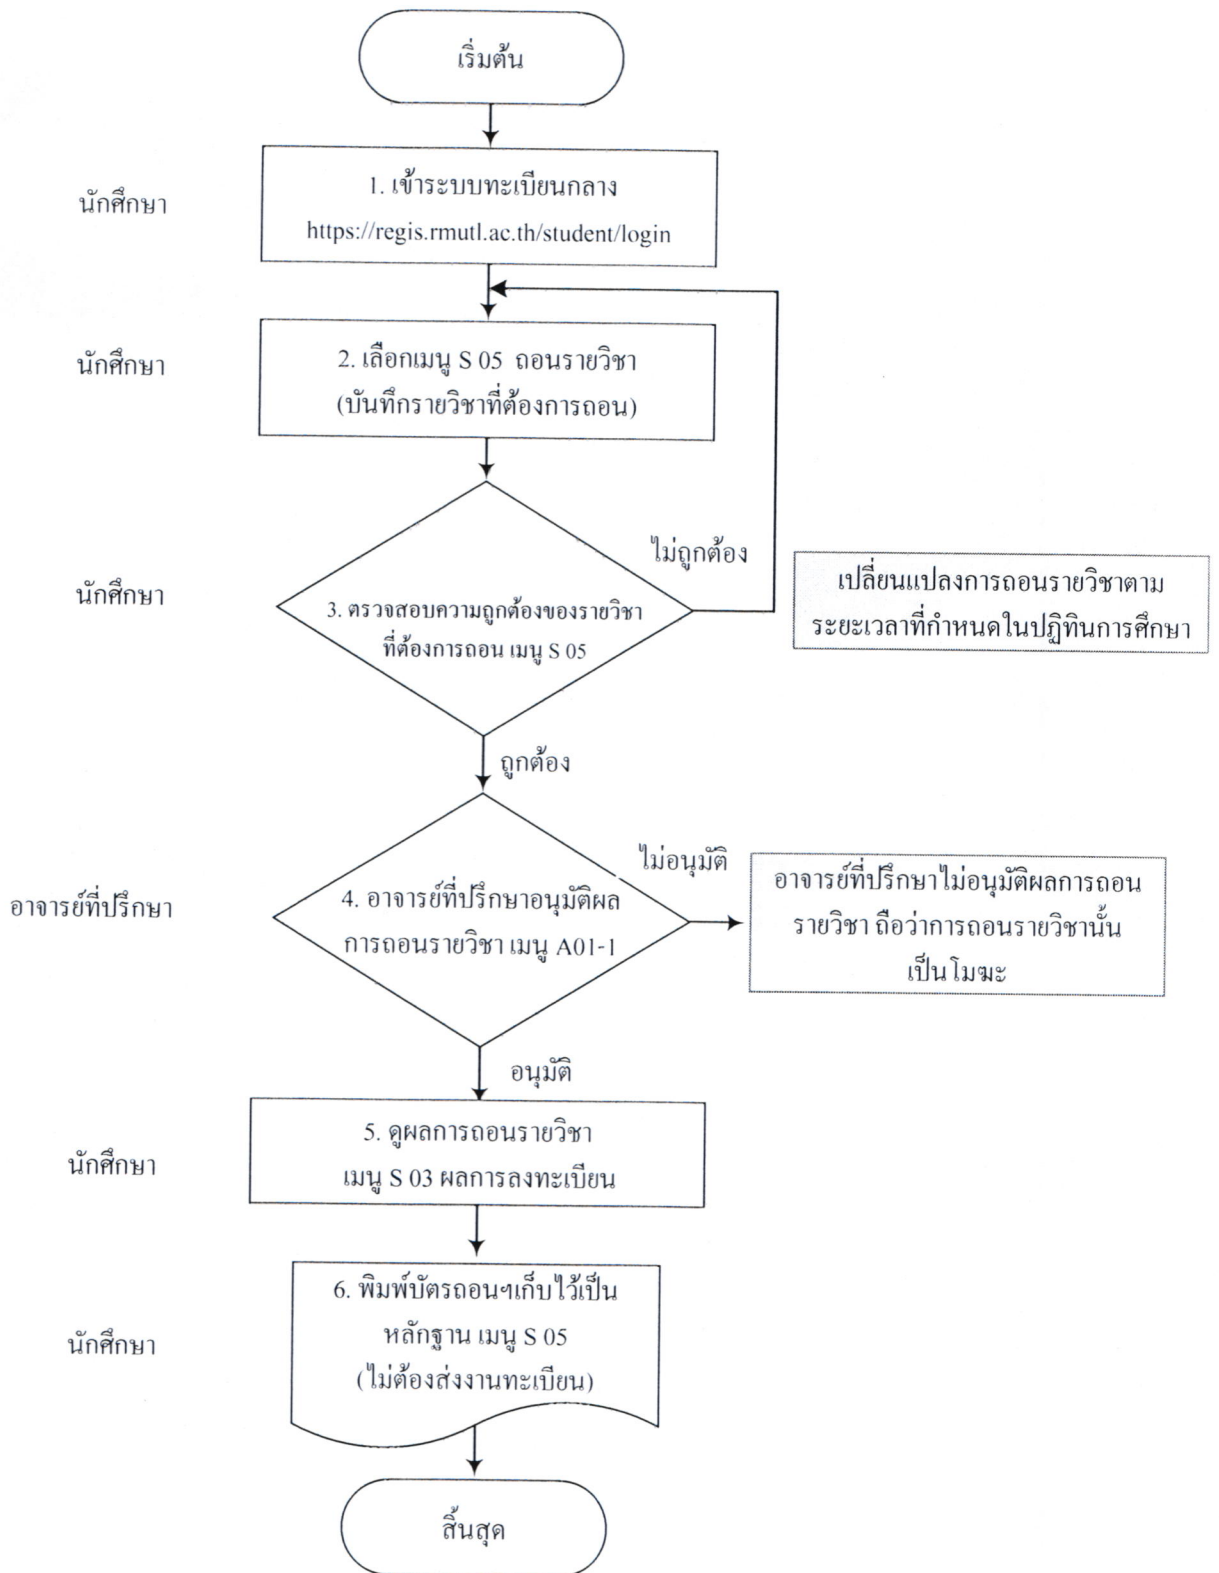 เริ่มต้น
นักศึกษา
1. เข้าระบบทะเบียนกลาง
https://regis.rmutl.ac.th/student/login
นักศึกษา
2. เลือกเมนู S 05 ถอนรายวิชา
(บันทึกรายวิชาที่ต้องการถอน)
นักศึกษา
3. ตรวจสอบความถูกต้องของรายวิชา
ที่ต้องการถอน เมนู S 05
ไม่ถูกต้อง
เปลี่ยนแปลงการถอนรายวิชาตาม
ระยะเวลาที่กำหนดในปฏิทินการศึกษา
ถูกต้อง
อาจารย์ที่ปรึกษา
4. อาจารย์ที่ปรึกษาอนุมัติผล
การถอนรายวิชา เมนู A01-1
ไม่อนุมัติ
อาจารย์ที่ปรึกษาไม่อนุมัติผลการถอน
รายวิชา ถือว่าการถอนรายวิชานั้น
เป็นโมฆะ
อนุมัติ
นักศึกษา
5. ดูผลการถอนรายวิชา
เมนู S 03 ผลการลงทะเบียน
นักศึกษา
6. พิมพ์บัตรถอนฯเก็บไว้เป็น
หลักฐาน เมนู S 05
(ไม่ต้องส่งงานทะเบียน)
สิ้นสุด